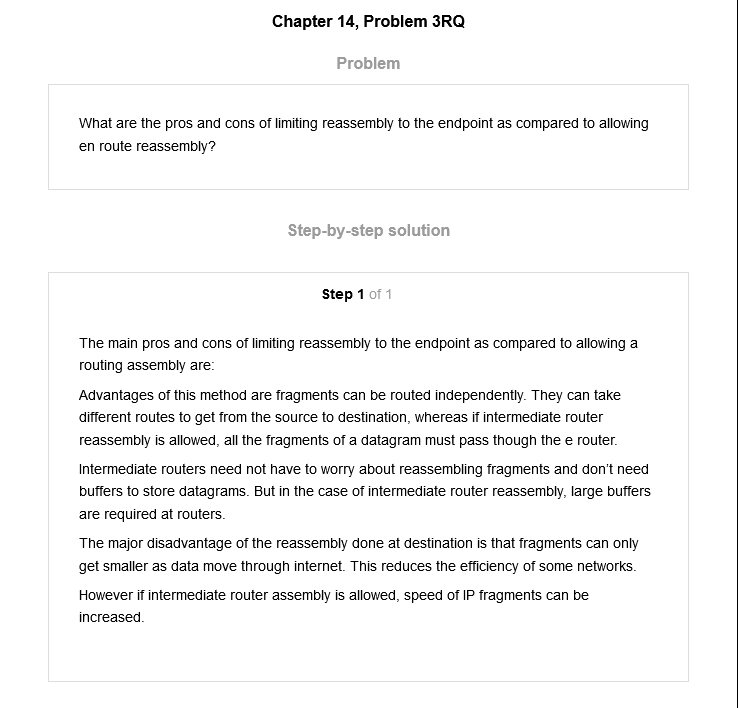 Chapter 14, Problem 3RQ
Problem
What are the pros and cons of limiting reassembly to the endpoint as compared to allowing
en route reassembly?
Step-by-step solution
Step 1 of 1
The main pros and cons of limiting reassembly to the endpoint as compared to allowing a
routing assembly are:
Advantages of this method are fragments can be routed independently. They can take
different routes to get from the source to destination, whereas if intermediate router
reassembly is allowed, all the fragments of a datagram must pass though the e router.
Intermediate routers need not have to worry about reassembling fragments and don’t need
buffers to store datagrams. But in the case of intermediate router reassembly, large buffers
are required at routers.
The major disadvantage of the reassembly done at destination is that fragments can only
get smaller as data move through internet. This reduces the efficiency of some networks.
However if intermediate router assembly is allowed, speed of IP fragments can be
increased.